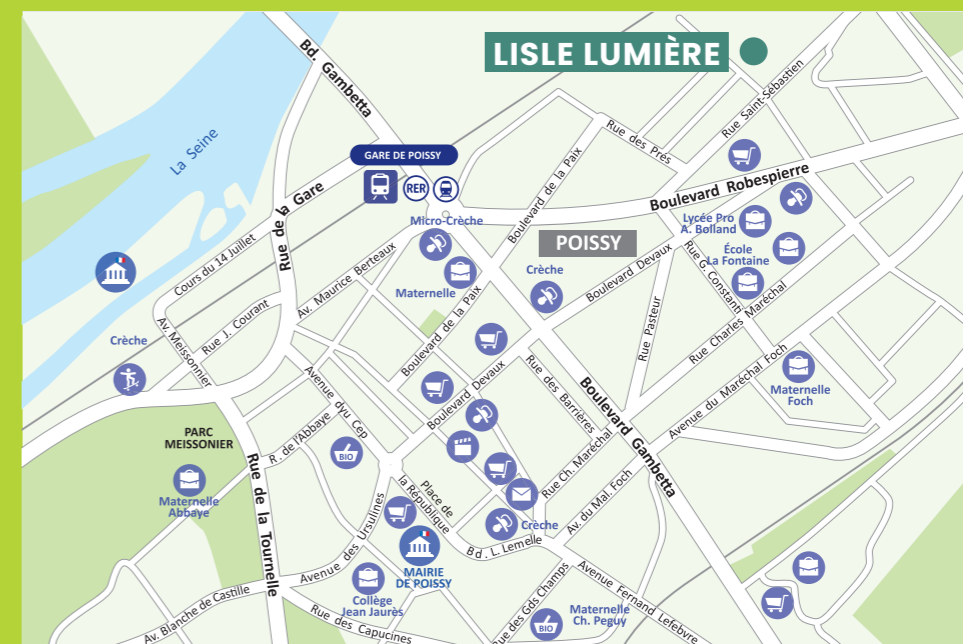 LISLE LUMIÈRE
Bd. Gambetta
La Seine
GARE DE POISSY
RER
Rue de la Gare
Rue des Prés
Rue Saint-Sébastien
Boulevard Robespierre
Boulevard de la Paix
POISSY
Micro-Crèche
Maternelle
Crèche
Boulevard Devaux
Lycée Pro
A. Bolland
École
La Fontaine
Rue G. Constanti
Rue Charles Maréchal
Rue Pasteur
Cours du 14 Juillet
Av. Maurice Berteaux
Rue J. Courant
Av. Meissonnier
Crèche
Boulevard de la Paix
Boulevard Devaux
Rue des Barrières
Boulevard Gambetta
Avenue du Maréchal Foch
Maternelle
Foch
Avenue dyu Cep
R. de l'Abbaye
BIO
PARC
MEISSONIER
Maternelle
Abbaye
Rue de la Tournelle
Place de
la République
Rue Ch. Maréchal
Av. du Mal. Foch
Crèche
Bd. L. Lemelle
Avenue des Ursulines
MAIRIE
DE POISSY
Collège
Jean Jaurès
Av. Blanche de Castille
Rue des Capucines
Rue des Gds Champs
BIO
Maternelle
Ch. Peguy
Avenue Fernand Lefebvre